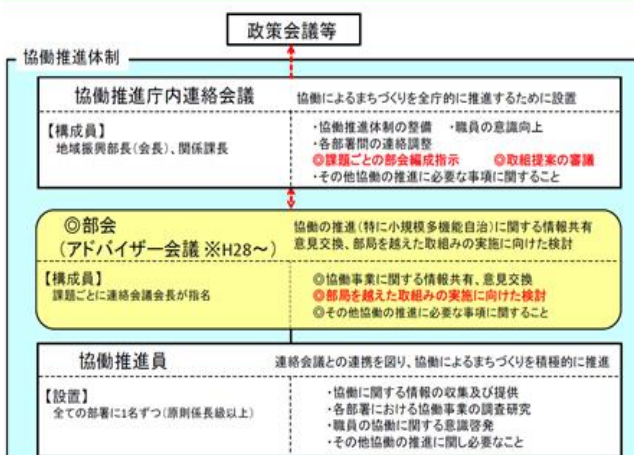 政策会議等
協働推進体制
協働推進庁内連絡会議
協働によるまちづくりを全庁的に推進するために設置
【構成員】
地域振興部長(会長)、関係課長
・協働推進体制の整備 ・職員の意識向上
・各部署間の連絡調整
◎課題ごとの部会編成指示 ◎取組提案の審議
・その他協働の推進に必要な事項に関すること
◎部会
(アドバイザー会議 ※H28~)
協働の推進(特に小規模多機能自治)に関する情報共有
意見交換、部局を越えた取組みの実施に向けた検討
【構成員】
課題ごとに連絡会議会長が指名
◎協働事業に関する情報共有、意見交換
◎部局を越えた取組みの実施に向けた検討
◎その他協働の推進に必要な事項に関すること
協働推進員
連絡会議との連携を図り、協働によるまちづくりを積極的に推進
【設置】
全ての部署に1名ずつ(原則係長級以上)
・協働に関する情報の収集及び提供
・各部署における協働事業の調査研究
・職員の協働に関する意識啓発
・その他協働の推進に関し必要なこと